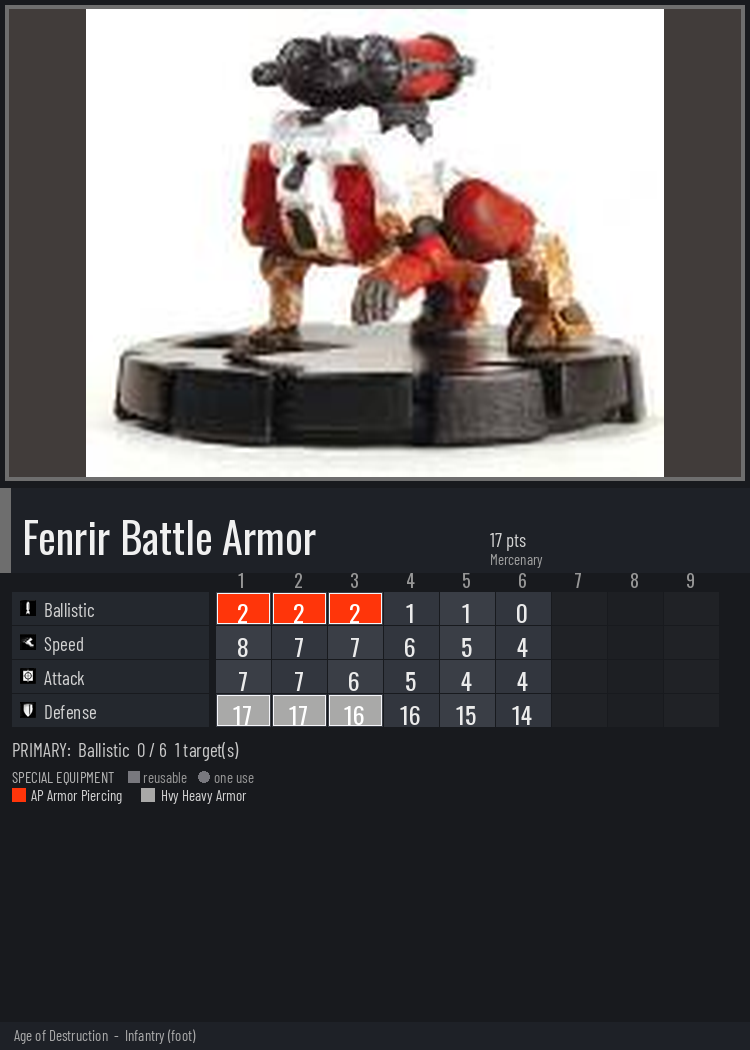 Fenrir Battle Armor
17 pts
Mercenary
1 2 3 4 5 6 7 8 9
Ballistic 2 2 2 1 1 0
Speed 8 7 7 6 5 4
Attack 7 7 6 5 4 4
Defense 17 17 16 16 15 14
PRIMARY: Ballistic 0 / 6 1 target(s)
SPECIAL EQUIPMENT reusable one use
AP Armor Piercing Hvy Heavy Armor
Age of Destruction - Infantry (foot)